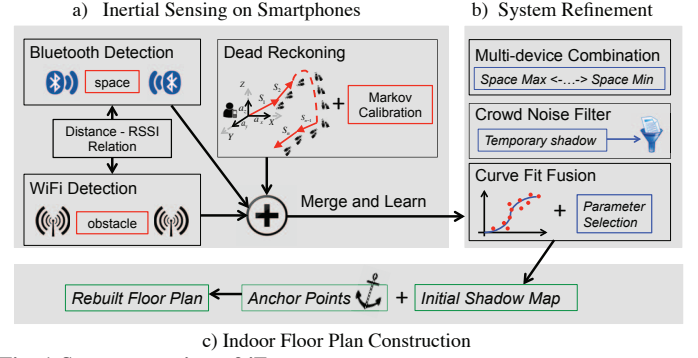 a) Inertial Sensing on Smartphones
b) System Refinement
Bluetooth Detection
space
Distance - RSSI
Relation
WiFi Detection
obstacle
Dead Reckoning
Z
Y
X
S₁
S₂
Markov
Calibration
Merge and Learn
Multi-device Combination
Space Max <-...-> Space Min
Crowd Noise Filter
Temporary shadow
Curve Fit Fusion
+
Parameter
Selection
Rebuilt Floor Plan
Anchor Points
+
Initial Shadow Map
c) Indoor Floor Plan Construction